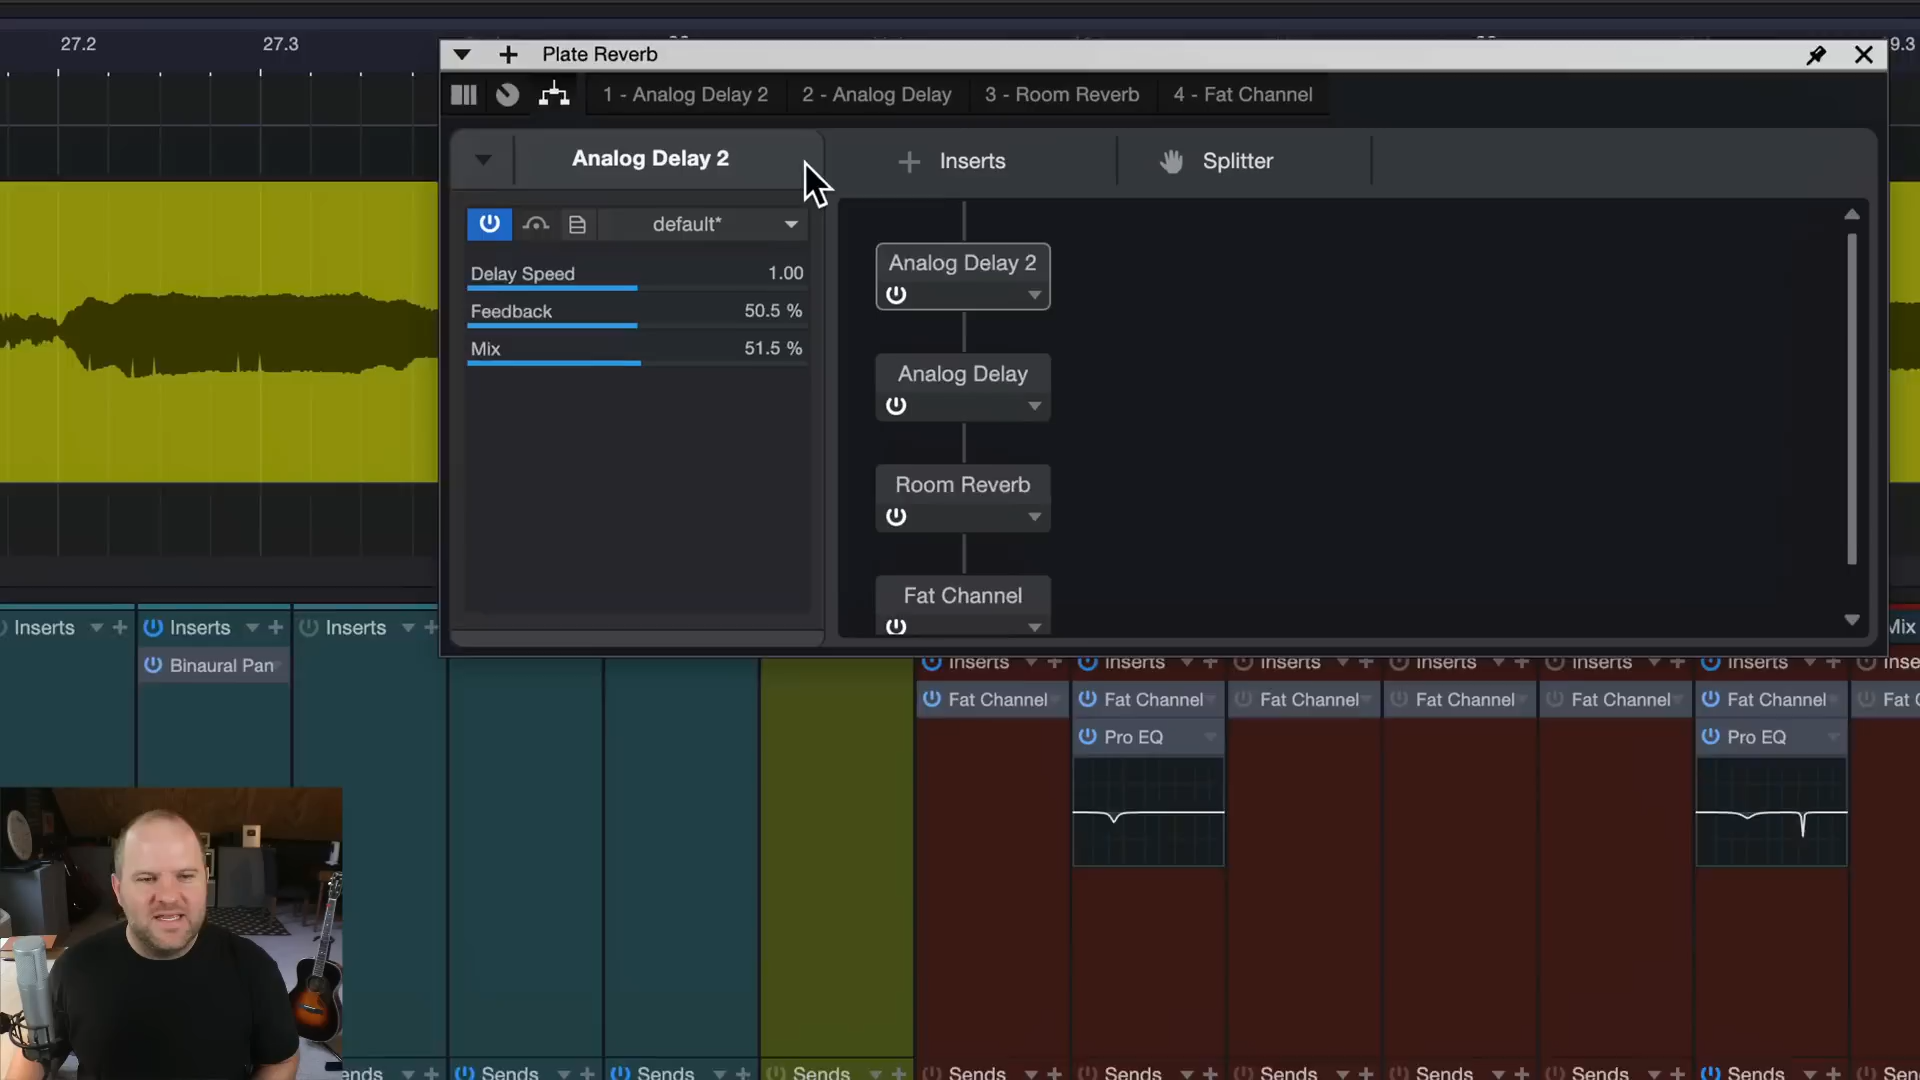 27.2
27.3
9.3
Plate Reverb
1 - Analog Delay 2
2 - Analog Delay
3 - Room Reverb
4 - Fat Channel
Analog Delay 2
Inserts
Splitter
default*
Delay Speed 1.00
Feedback 50.5 %
Mix 51.5 %
Analog Delay 2
Analog Delay
Room Reverb
Fat Channel
Inserts
Inserts
Inserts
Mix
Binaural Pan
Inserts
Inserts
Inserts
Inserts
Inserts
Inserts
Inse
Fat Channel
Fat Channel
Fat Channel
Fat Channel
Fat Channel
Fat Channel
Fat C
Pro EQ
Pro EQ
ends
Sends
Sends
Sends
Sends
Sends
Sends
Sends
Sends
Sends